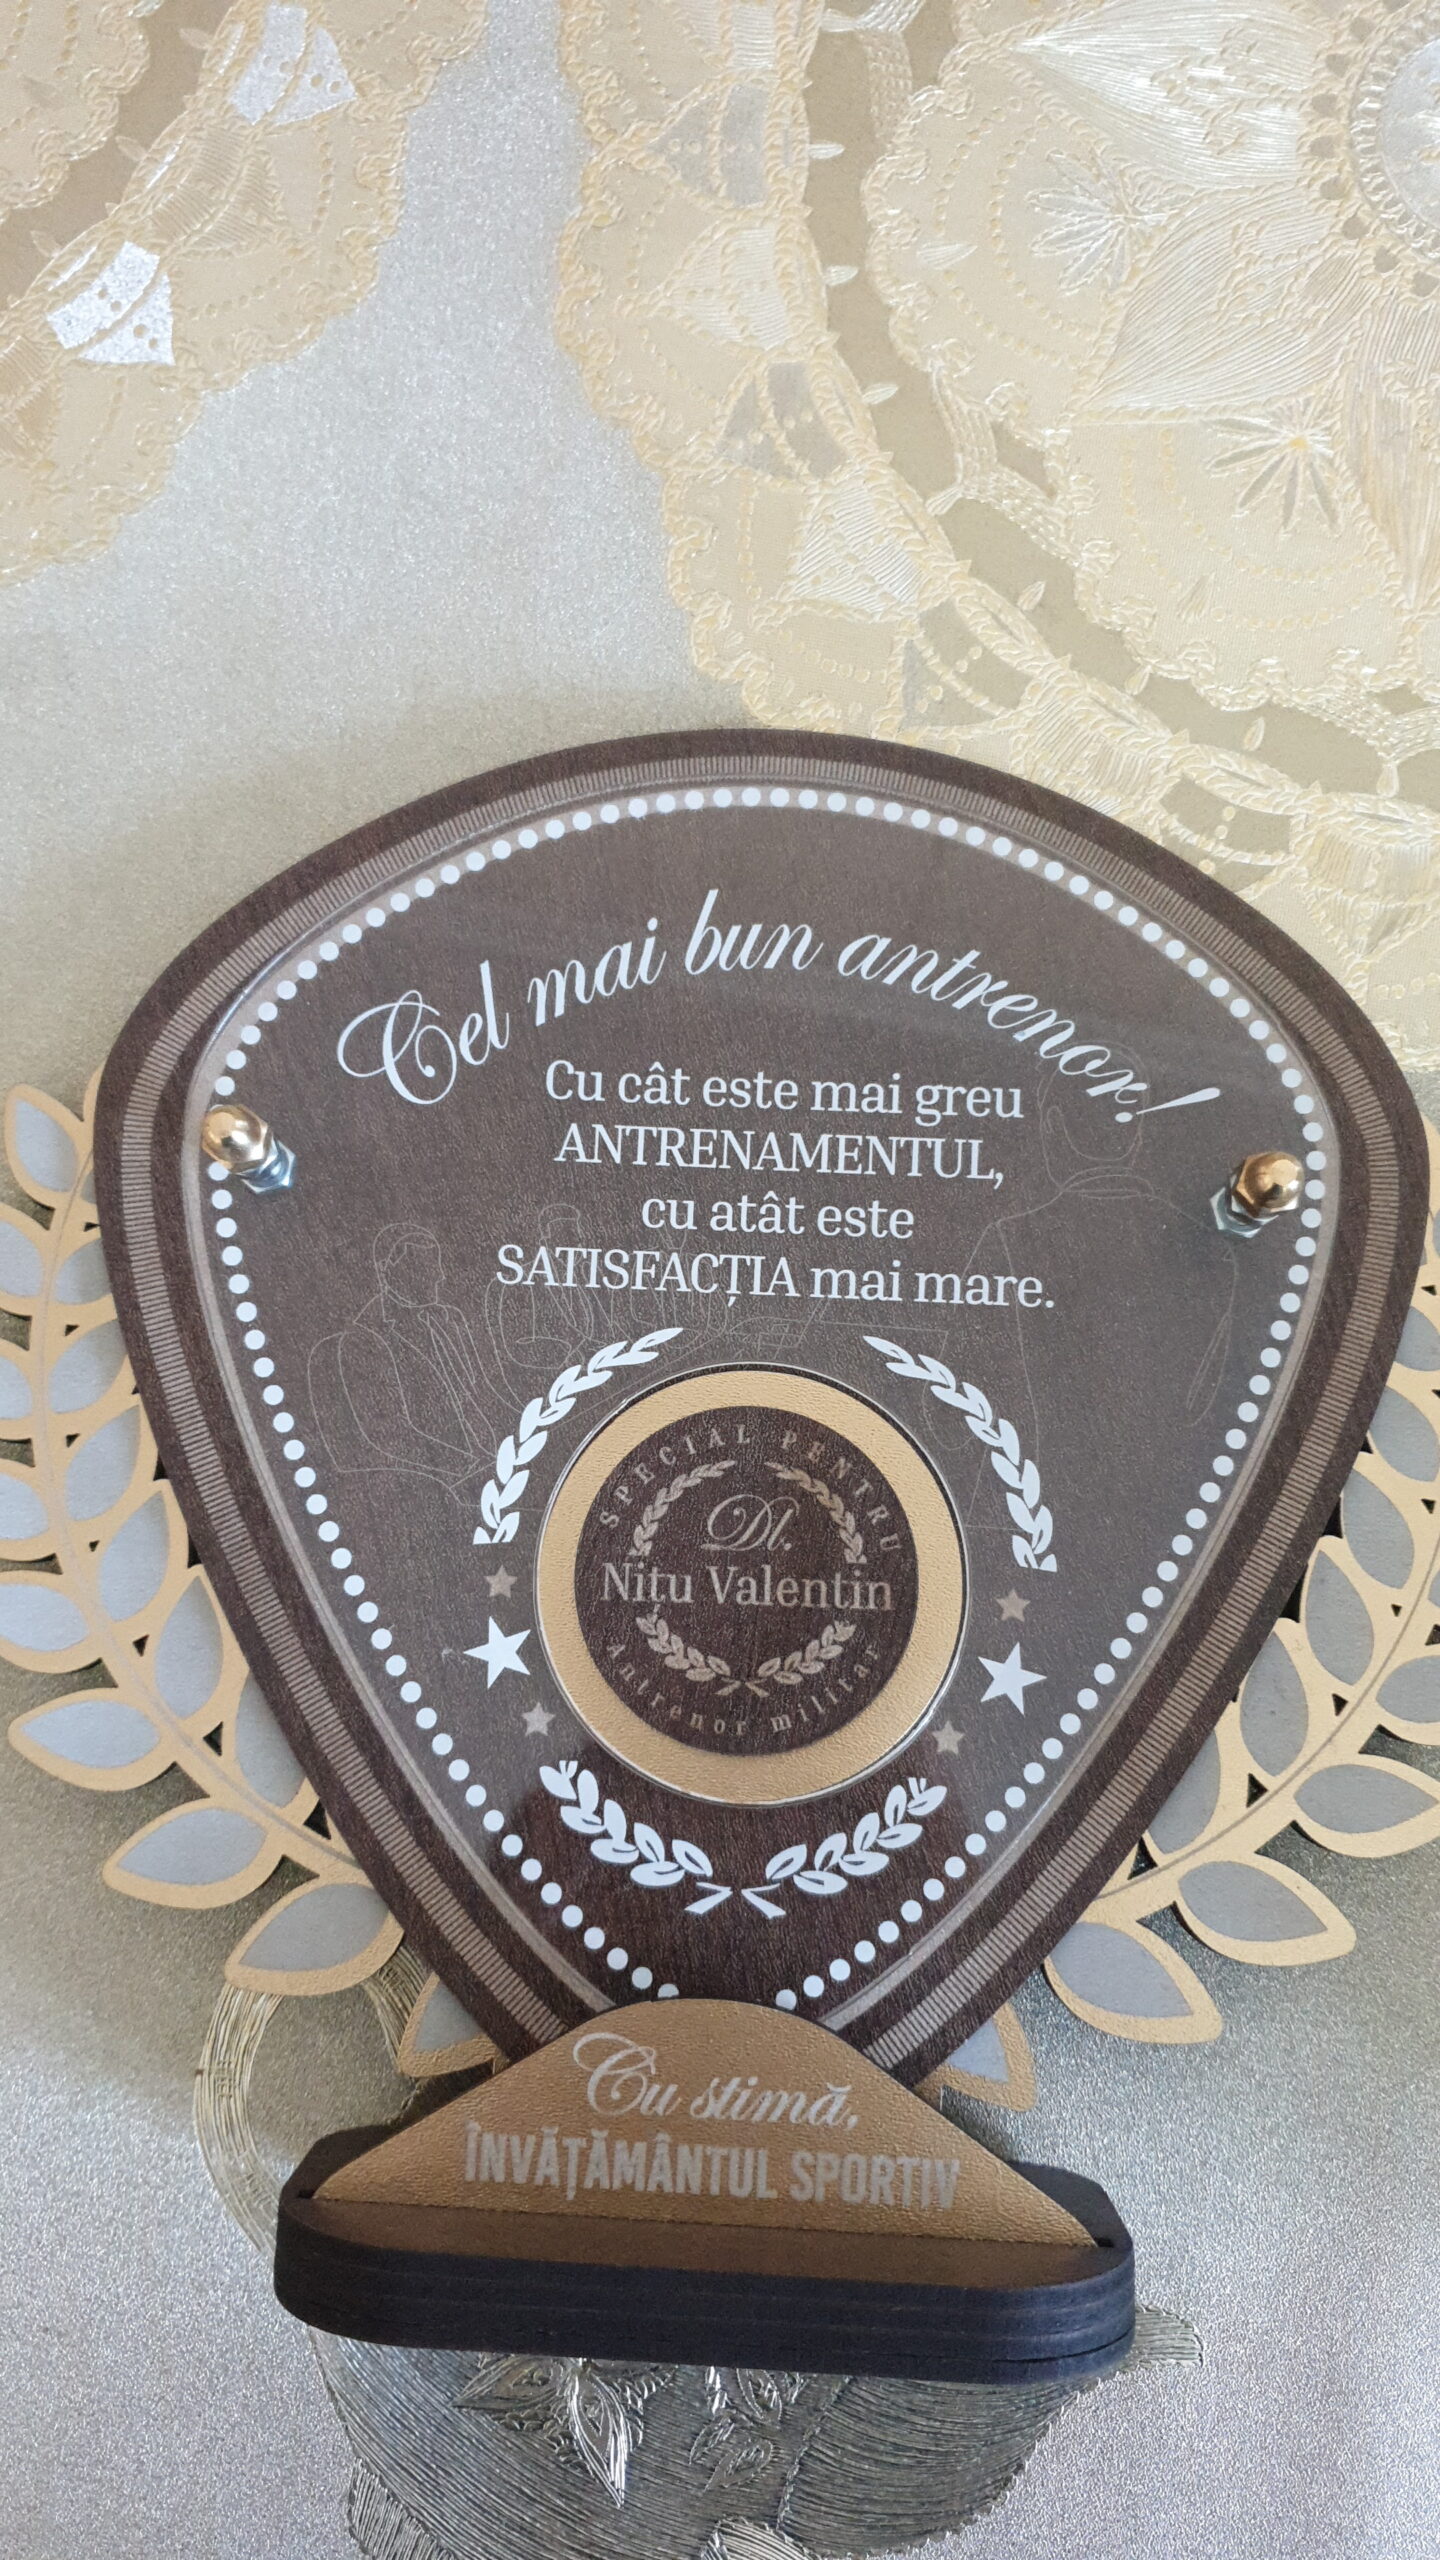 Cel mai bun antrenor!
Cu cât este mai greu
ANTRENAMENTUL,
cu atât este
SATISFACȚIA mai mare.
SPECIAL PENTRU
Dl.
Nițu Valentin
Antrenor militar
Cu stimă,
ÎNVĂȚĂMÂNTUL SPORTIV